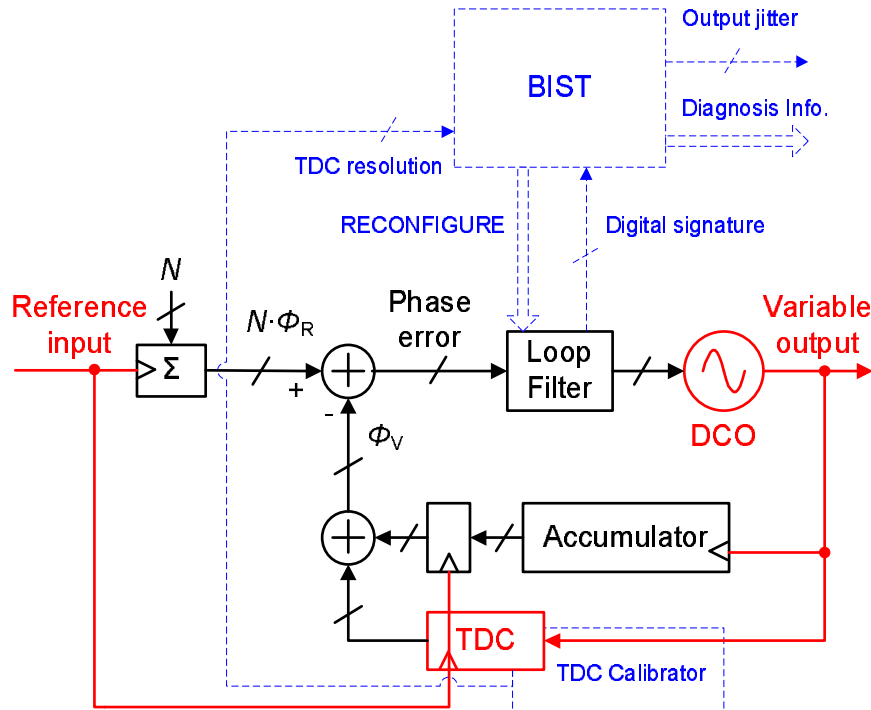 Output jitter
BIST
Diagnosis Info.
TDC resolution
RECONFIGURE
Digital signature
N
Reference
input
N·ΦR
Phase
error
Variable
output
Σ
+
Loop
Filter
-
DCO
ΦV
Accumulator
TDC
TDC Calibrator